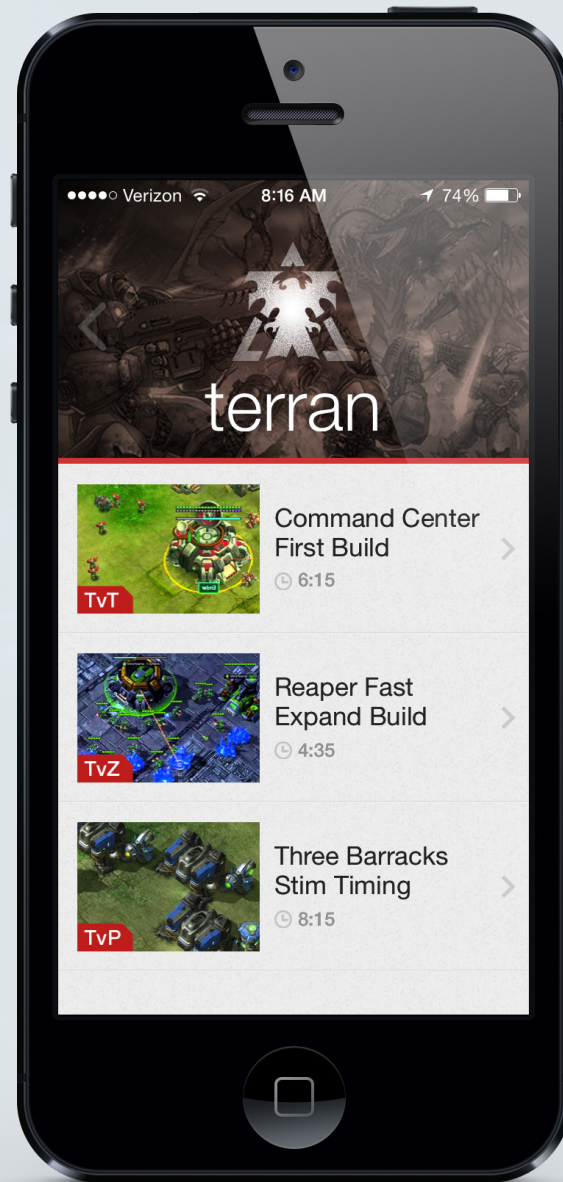 Verizon 8:16 AM 74%
terran
Command Center
First Build
6:15
TvT
Reaper Fast
Expand Build
4:35
TvZ
Three Barracks
Stim Timing
8:15
TvP